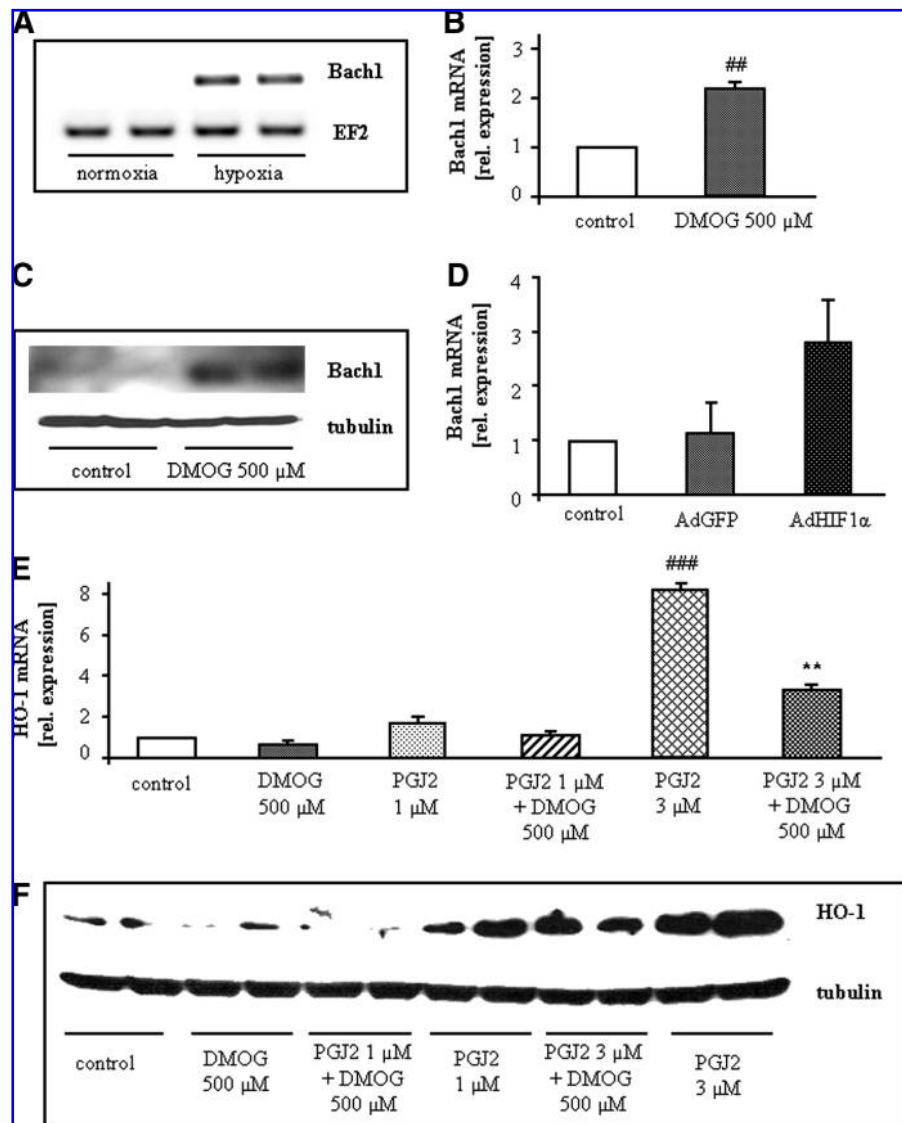 A
Bach1
EF2
normoxia hypoxia
B
Bach1 mRNA
[rel. expression]
3
2
1
0
##
control DMOG 500 µM
C
Bach1
tubulin
control DMOG 500 µM
D
Bach1 mRNA
[rel. expression]
4
3
2
1
0
control AdGFP AdHIF1α
E
HO-1 mRNA
[rel. expression]
8
6
4
2
0
###
**
control
DMOG
500 µM
PGJ2
1 µM
PGJ2 1 µM
+ DMOG
500 µM
PGJ2
3 µM
PGJ2 3 µM
+ DMOG
500 µM
F
HO-1
tubulin
control
DMOG
500 µM
PGJ2 1 µM
+ DMOG
500 µM
PGJ2
1 µM
PGJ2 3 µM
+ DMOG
500 µM
PGJ2
3 µM